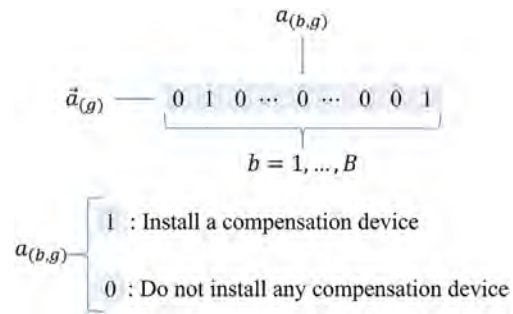 a(b,g)
a⃗(g) 0 1 0 ... 0 ... 0 0 1
b = 1, ..., B
1 : Install a compensation device
a(b,g)
0 : Do not install any compensation device